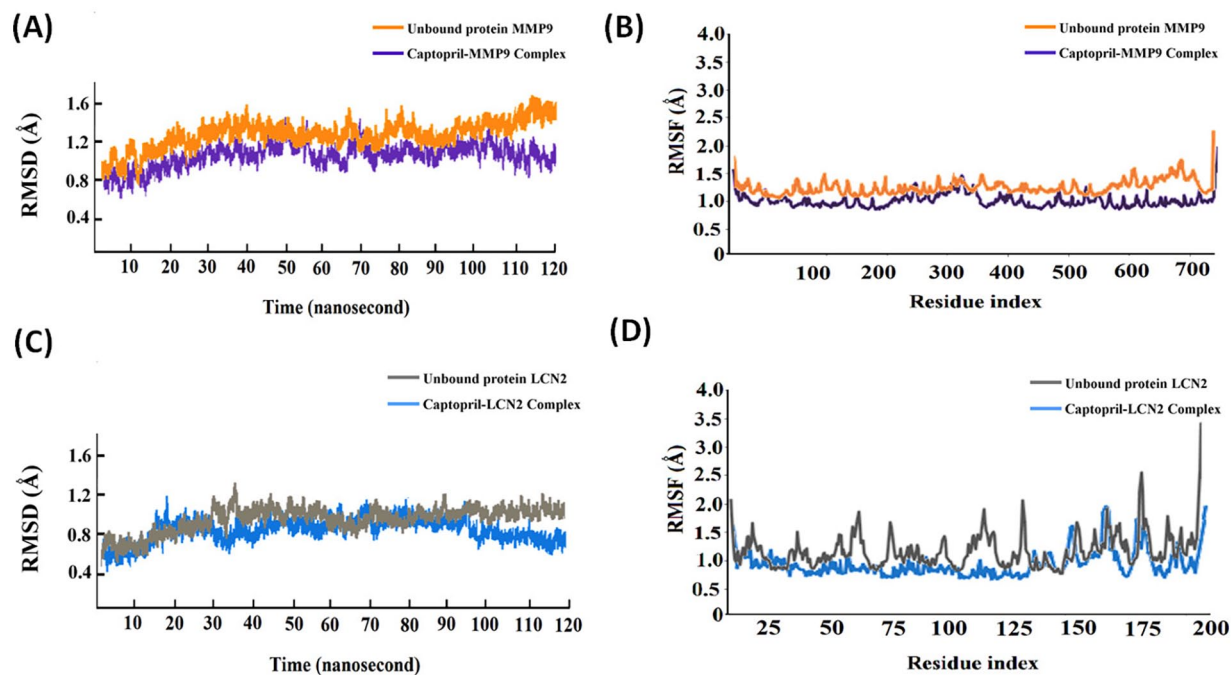 (A)
Unbound protein MMP9
Captopril-MMP9 Complex
1.6
1.2
0.8
0.4
RMSD (Å)
10 20 30 40 50 60 70 80 90 100 110 120
Time (nanosecond)
(B)
Unbound protein MMP9
Captopril-MMP9 Complex
4.0
3.5
3.0
2.5
2.0
1.5
1.0
0.5
0
RMSF (Å)
100 200 300 400 500 600 700
Residue index
(C)
Unbound protein LCN2
Captopril-LCN2 Complex
1.6
1.2
0.8
0.4
RMSD (Å)
10 20 30 40 50 60 70 80 90 100 110 120
Time (nanosecond)
(D)
Unbound protein LCN2
Captopril-LCN2 Complex
4.0
3.5
3.0
2.5
2.0
1.5
1.0
0.5
0
RMSF (Å)
25 50 75 100 125 150 175 200
Residue index